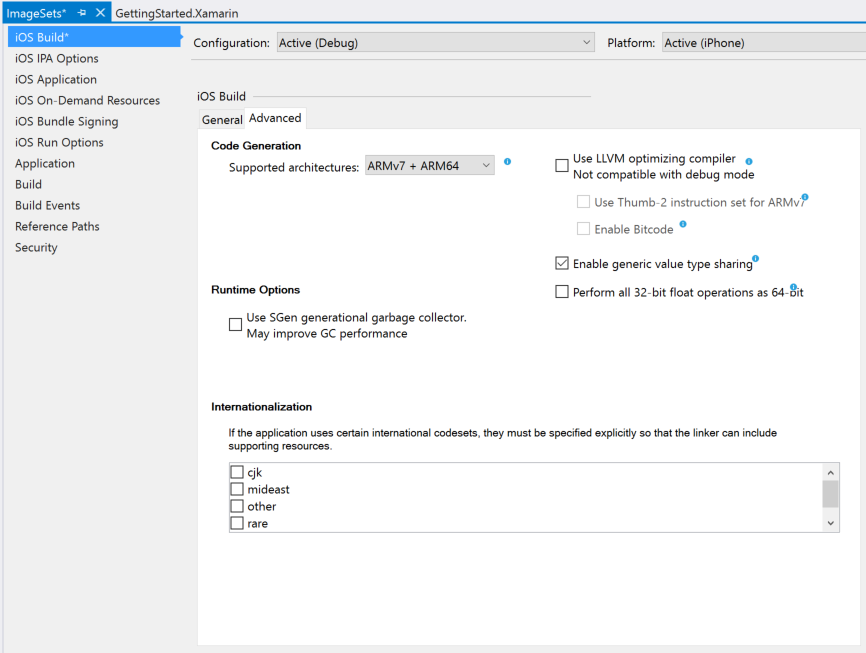 ImageSets*
GettingStarted.Xamarin
iOS Build*
iOS IPA Options
iOS Application
iOS On-Demand Resources
iOS Bundle Signing
iOS Run Options
Application
Build
Build Events
Reference Paths
Security
Configuration: Active (Debug) Platform: Active (iPhone)
iOS Build
General Advanced
Code Generation
Supported architectures: ARMv7 + ARM64
Use LLVM optimizing compiler
Not compatible with debug mode
Use Thumb-2 instruction set for ARMv7
Enable Bitcode
Enable generic value type sharing
Perform all 32-bit float operations as 64-bit
Runtime Options
Use SGen generational garbage collector.
May improve GC performance
Internationalization
If the application uses certain international codesets, they must be specified explicitly so that the linker can include
supporting resources.
cjk
mideast
other
rare